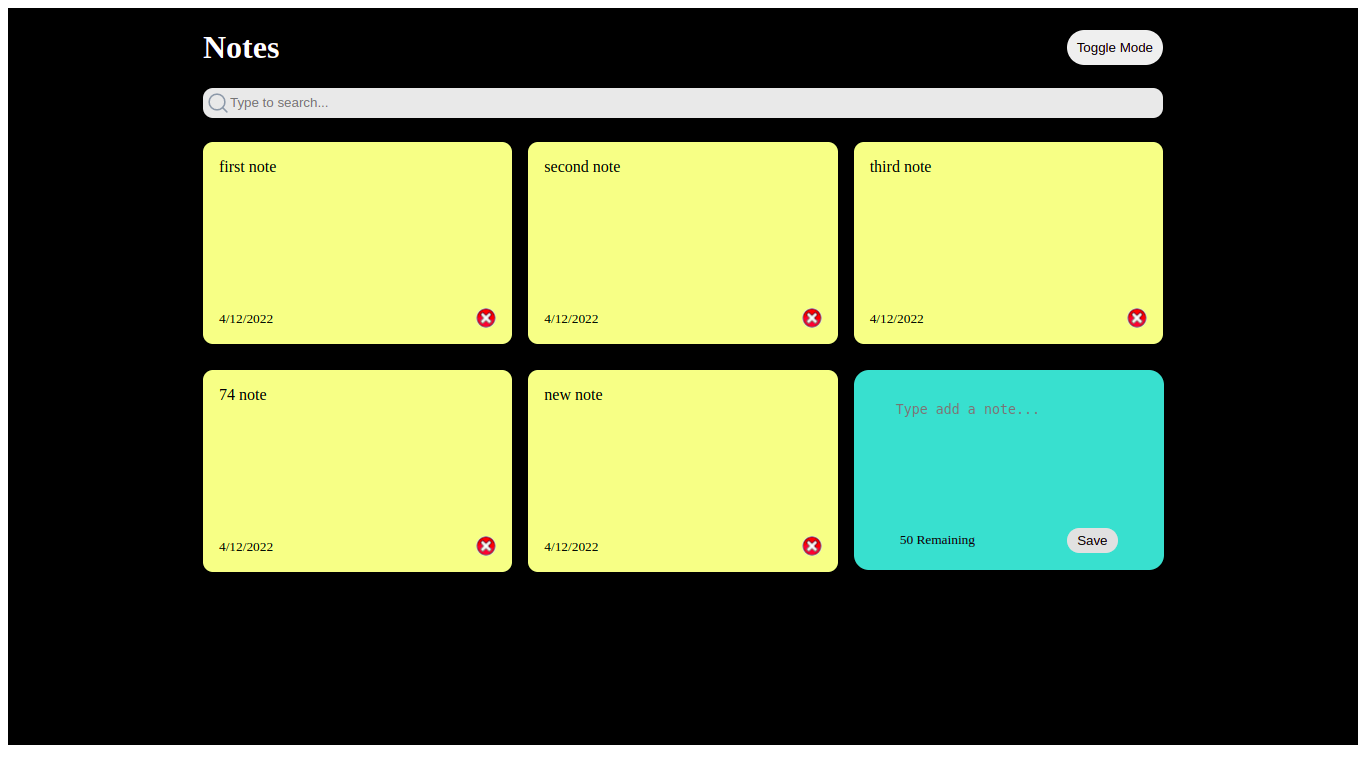 Notes
Toggle Mode
Type to search...
first note
second note
third note
4/12/2022
4/12/2022
4/12/2022
74 note
new note
Type add a note...
4/12/2022
4/12/2022
50 Remaining
Save